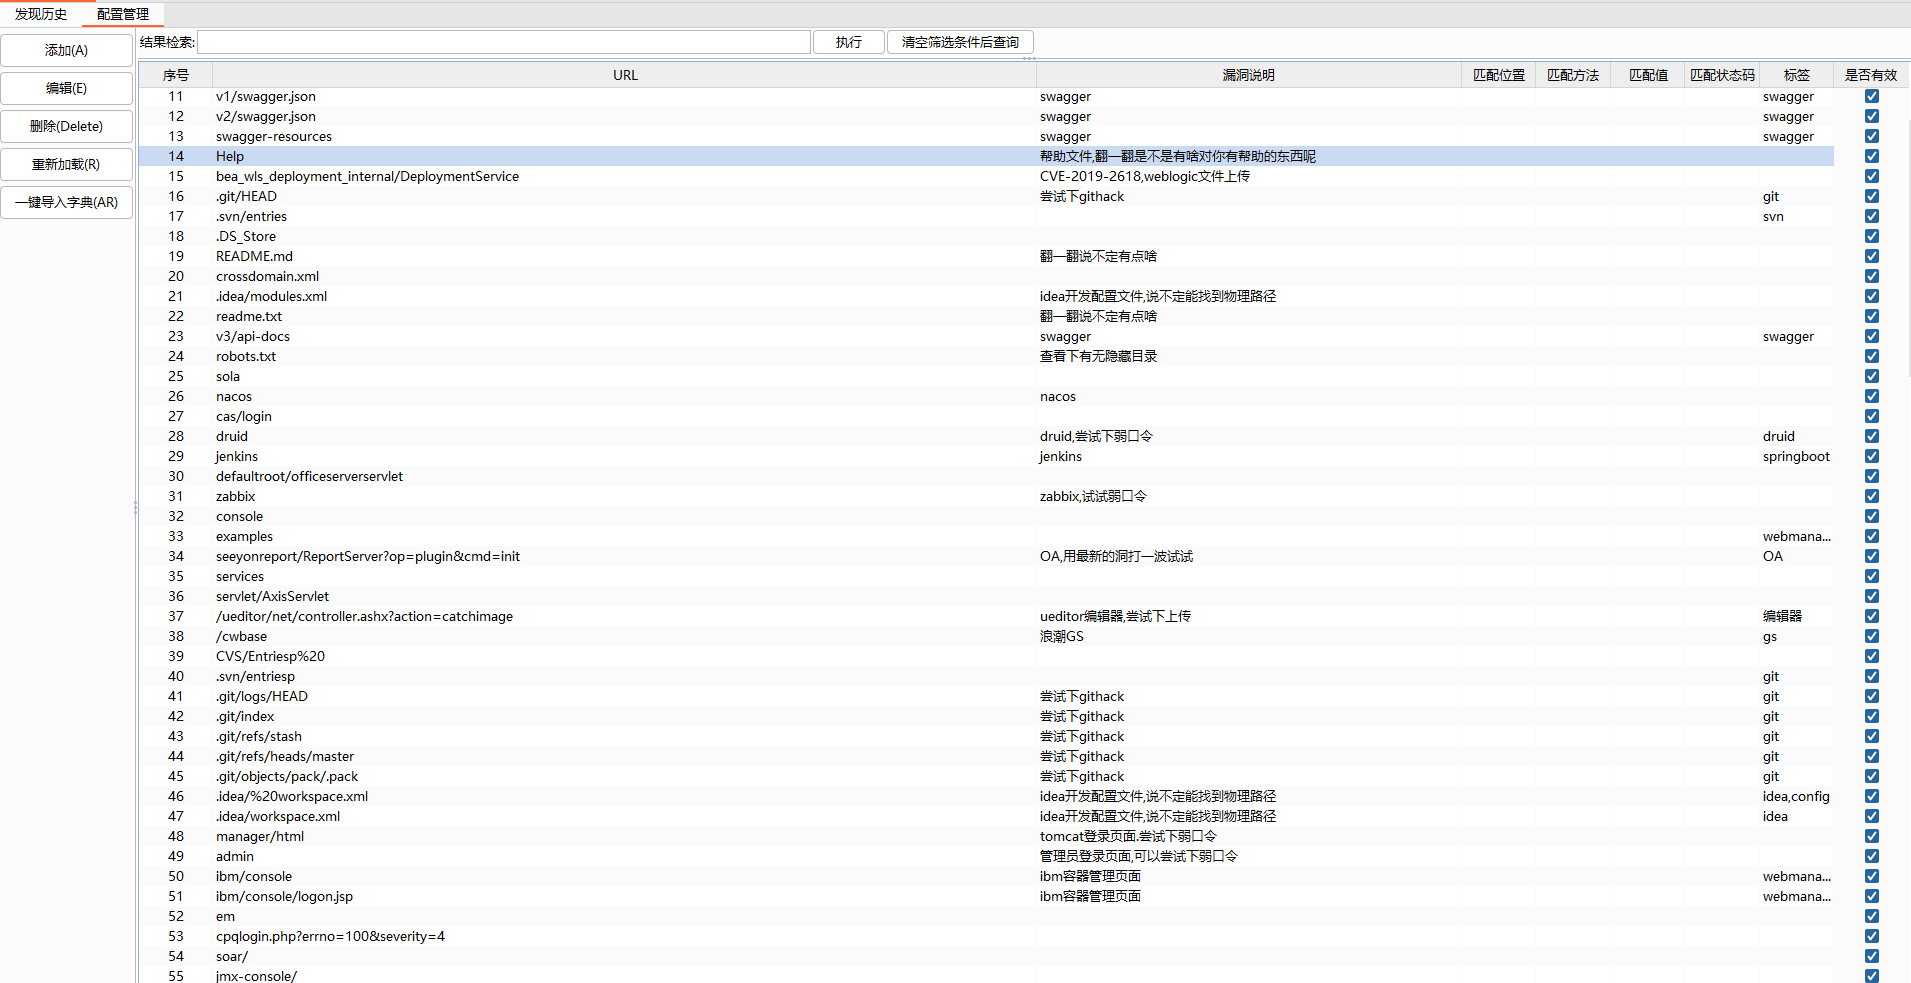 发现历史 配置管理
添加(A)
编辑(E)
删除(Delete)
重新加载(R)
一键导入字典(AR)
结果检索: 执行 清空筛选条件后查询
序号 URL 漏洞说明 匹配位置 匹配方法 匹配值 匹配状态码 标签 是否有效
11 v1/swagger.json swagger swagger
12 v2/swagger.json swagger swagger
13 swagger-resources swagger swagger
14 Help 帮助文件,翻一翻是不是有啥对你有帮助的东西呢
15 bea_wls_deployment_internal/DeploymentService CVE-2019-2618,weblogic文件上传
16 .git/HEAD 尝试下githack git
17 .svn/entries svn
18 .DS_Store
19 README.md 翻一翻说不定有点啥
20 crossdomain.xml
21 .idea/modules.xml idea开发配置文件,说不定能找到物理路径
22 readme.txt 翻一翻说不定有点啥
23 v3/api-docs swagger swagger
24 robots.txt 查看下有无隐藏目录
25 sola
26 nacos nacos
27 cas/login
28 druid druid,尝试下弱口令 druid
29 jenkins jenkins springboot
30 defaultroot/officeserverservlet
31 zabbix zabbix,试试弱口令
32 console
33 examples webmana...
34 seeyonreport/ReportServer?op=plugin&cmd=init OA,用最新的洞打一波试试 OA
35 services
36 servlet/AxisServlet
37 /ueditor/net/controller.ashx?action=catchimage ueditor编辑器,尝试下上传 编辑器
38 /cwbase 浪潮GS gs
39 CVS/Entriesp%20
40 .svn/entriesp git
41 .git/logs/HEAD 尝试下githack git
42 .git/index 尝试下githack git
43 .git/refs/stash 尝试下githack git
44 .git/refs/heads/master 尝试下githack git
45 .git/objects/pack/.pack 尝试下githack git
46 .idea/%20workspace.xml idea开发配置文件,说不定能找到物理路径 idea,config
47 .idea/workspace.xml idea开发配置文件,说不定能找到物理路径 idea
48 manager/html tomcat登录页面.尝试下弱口令
49 admin 管理员登录页面,可以尝试下弱口令
50 ibm/console ibm容器管理页面 webmana...
51 ibm/console/logon.jsp ibm容器管理页面 webmana...
52 em
53 cpqlogin.php?errno=100&severity=4
54 soar/
55 jmx-console/